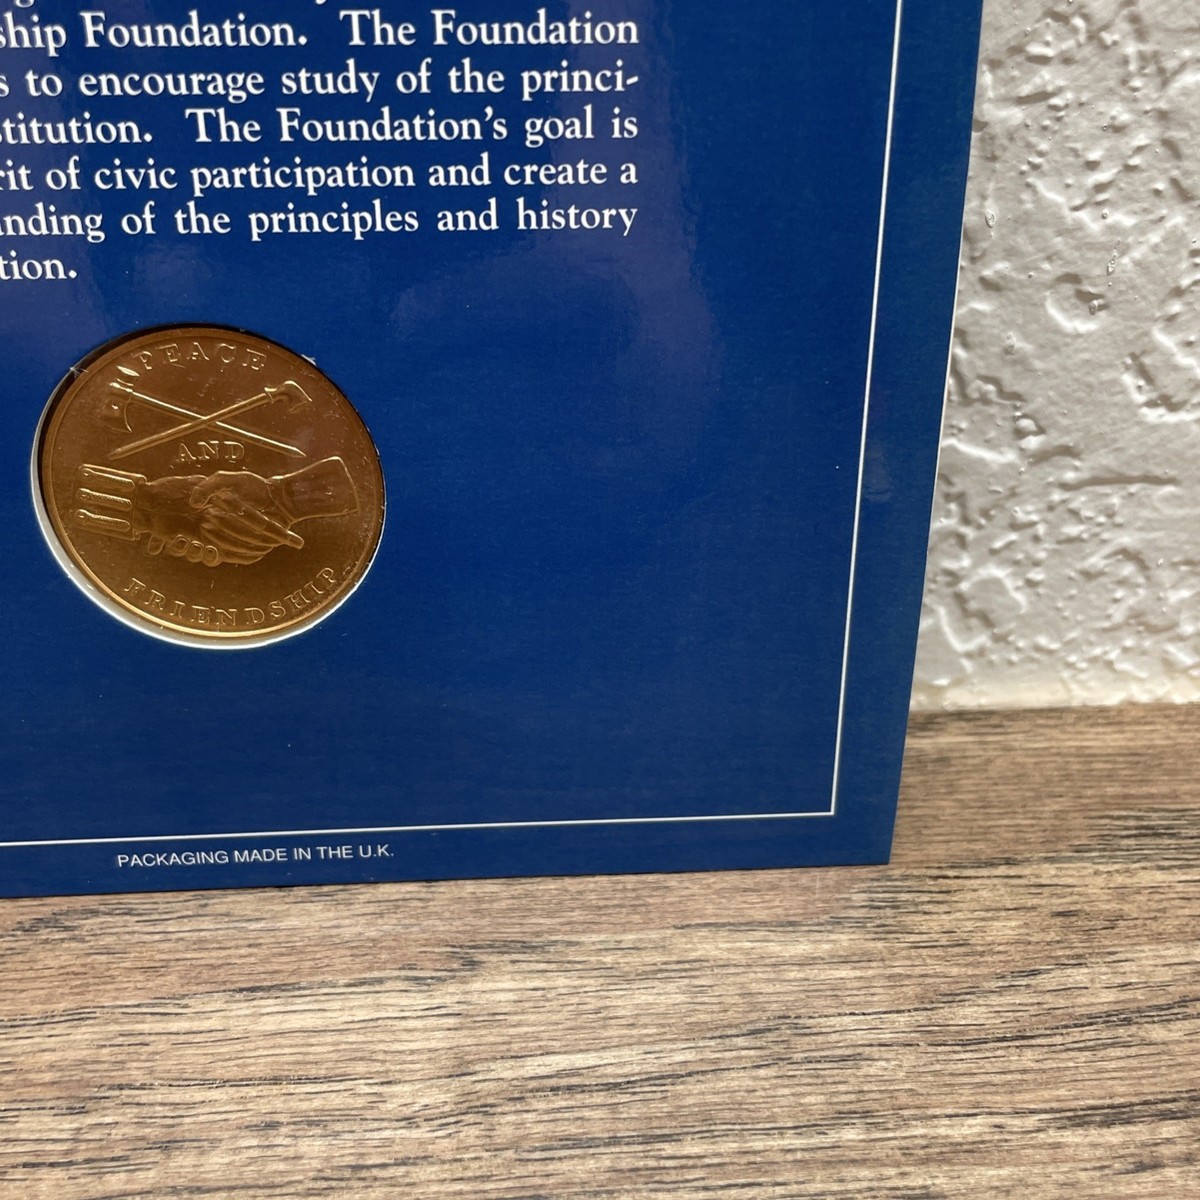 ship Foundation. The Foundation
s to encourage study of the princi-
stitution. The Foundation's goal is
rit of civic participation and create a
nding of the principles and history
tion.
PEACE
AND
FRIENDSHIP
PACKAGING MADE IN THE U.K.